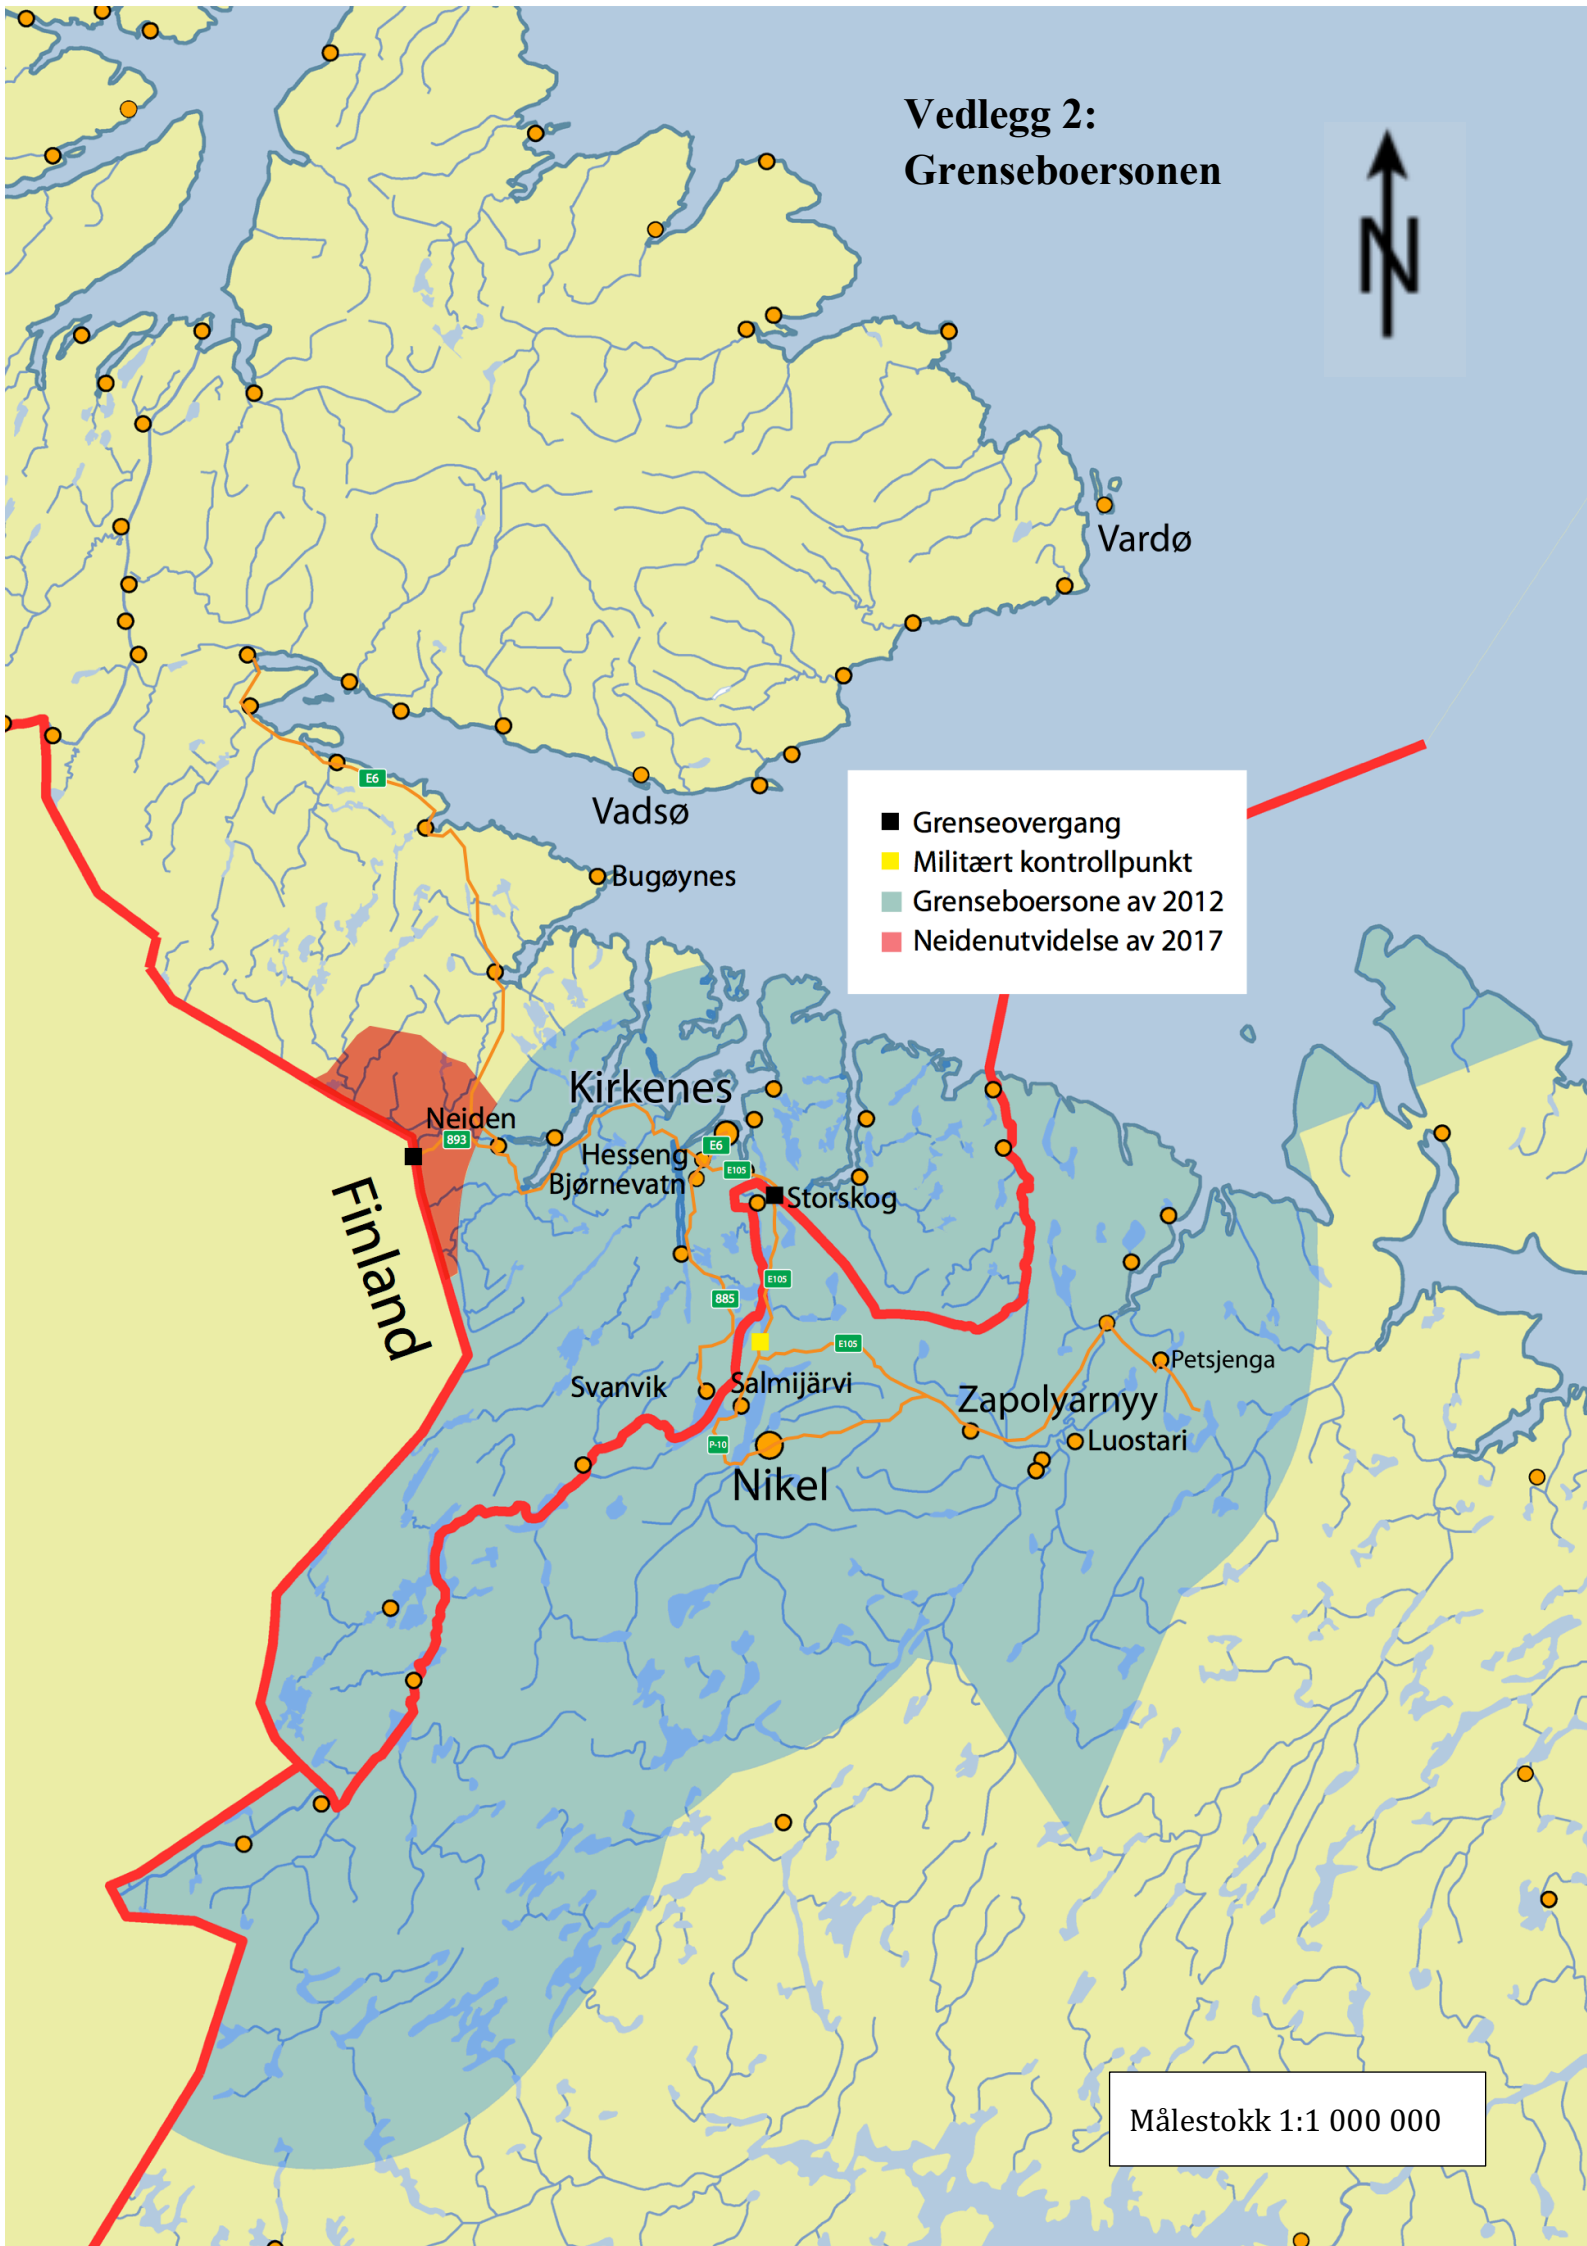 Vedlegg 2:
Grenseboersonen
N
Vardø
E6
Vadsø
Grenseovergang
Militært kontrollpunkt
Grenseboersone av 2012
Neidenutvidelse av 2017
Bugøynes
Kirkenes
Neiden
893
E6
Hesseng
E105
Bjørnevatn
Storskog
Finland
E105
885
E105
Petsjenga
Svanvik
Salmijärvi
Zapolyarnyy
P-10
Luostari
Nikel
Målestokk 1:1 000 000